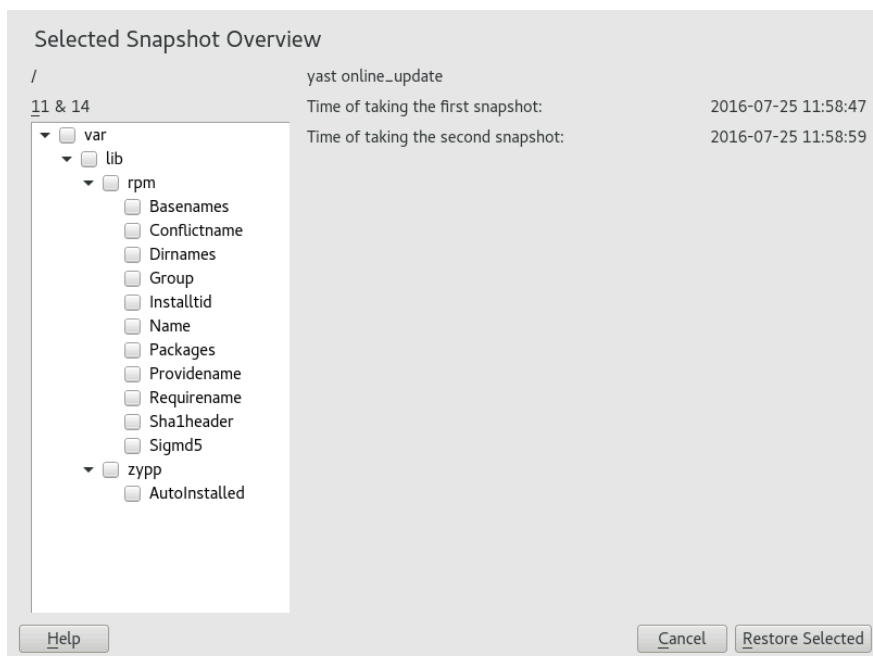 Selected Snapshot Overview
/
yast online_update
11 & 14
Time of taking the first snapshot: 2016-07-25 11:58:47
Time of taking the second snapshot: 2016-07-25 11:58:59
var
lib
rpm
Basenames
Conflictname
Dirnames
Group
Installtid
Name
Packages
Providename
Requirename
Sha1header
Sigmd5
zypp
AutoInstalled
Help
Cancel
Restore Selected